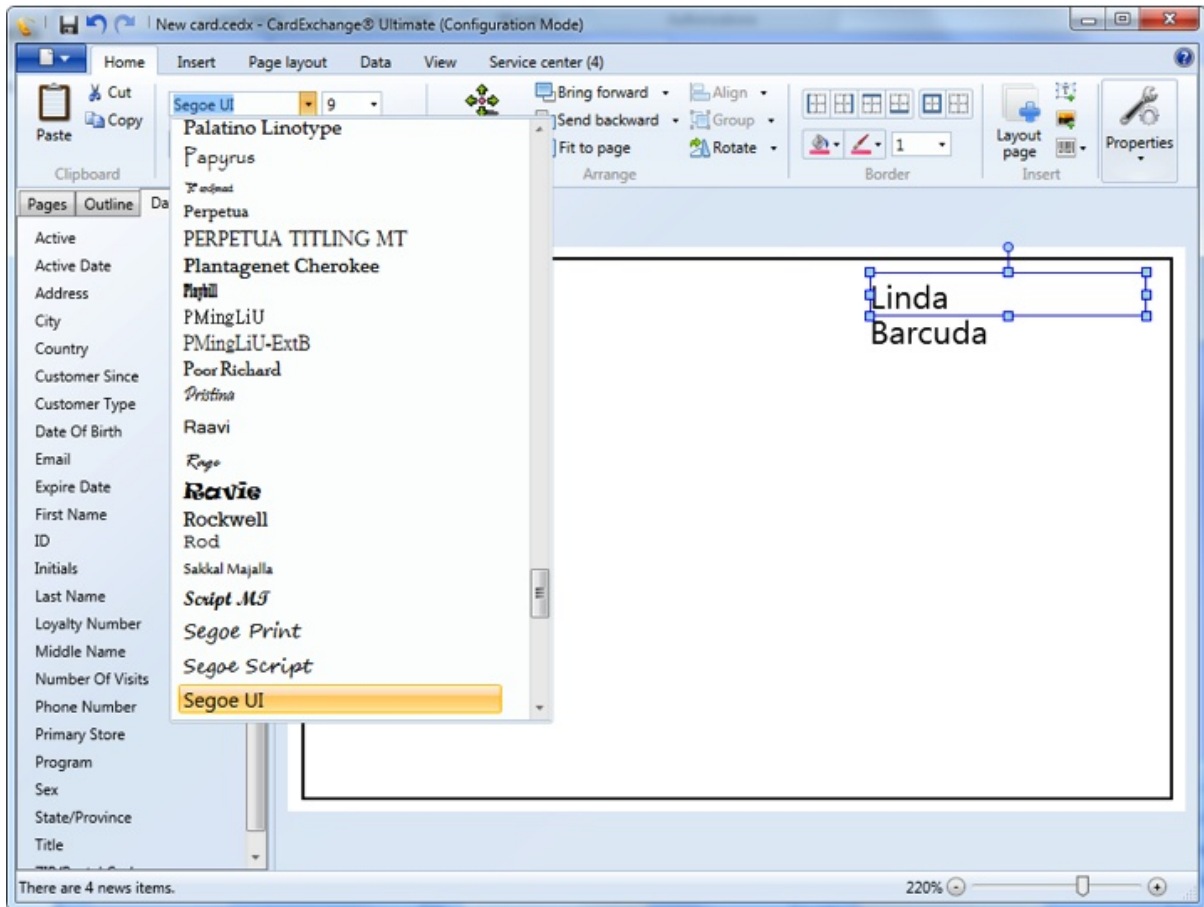 New card.cedx - CardExchange® Ultimate (Configuration Mode)
Home Insert Page layout Data View Service center (4)
Cut
Copy
Paste
Clipboard
Segoe UI 9
Bring forward
Send backward
Fit to page
Align
Group
Rotate
Arrange
1
Border
Layout page
Insert
Properties
Pages Outline Da
Active
Active Date
Address
City
Country
Customer Since
Customer Type
Date Of Birth
Email
Expire Date
First Name
ID
Initials
Last Name
Loyalty Number
Middle Name
Number Of Visits
Phone Number
Primary Store
Program
Sex
State/Province
Title
Palatino Linotype
Papyrus
Perpetua
PERPETUA TITLING MT
Plantagenet Cherokee
Playbill
PMingLiU
PMingLiU-ExtB
Poor Richard
Pristina
Raavi
Rage
Ravie
Rockwell
Rod
Sakkal Majalla
Script MT
Segoe Print
Segoe Script
Segoe UI
Linda
Barcuda
There are 4 news items.
220%